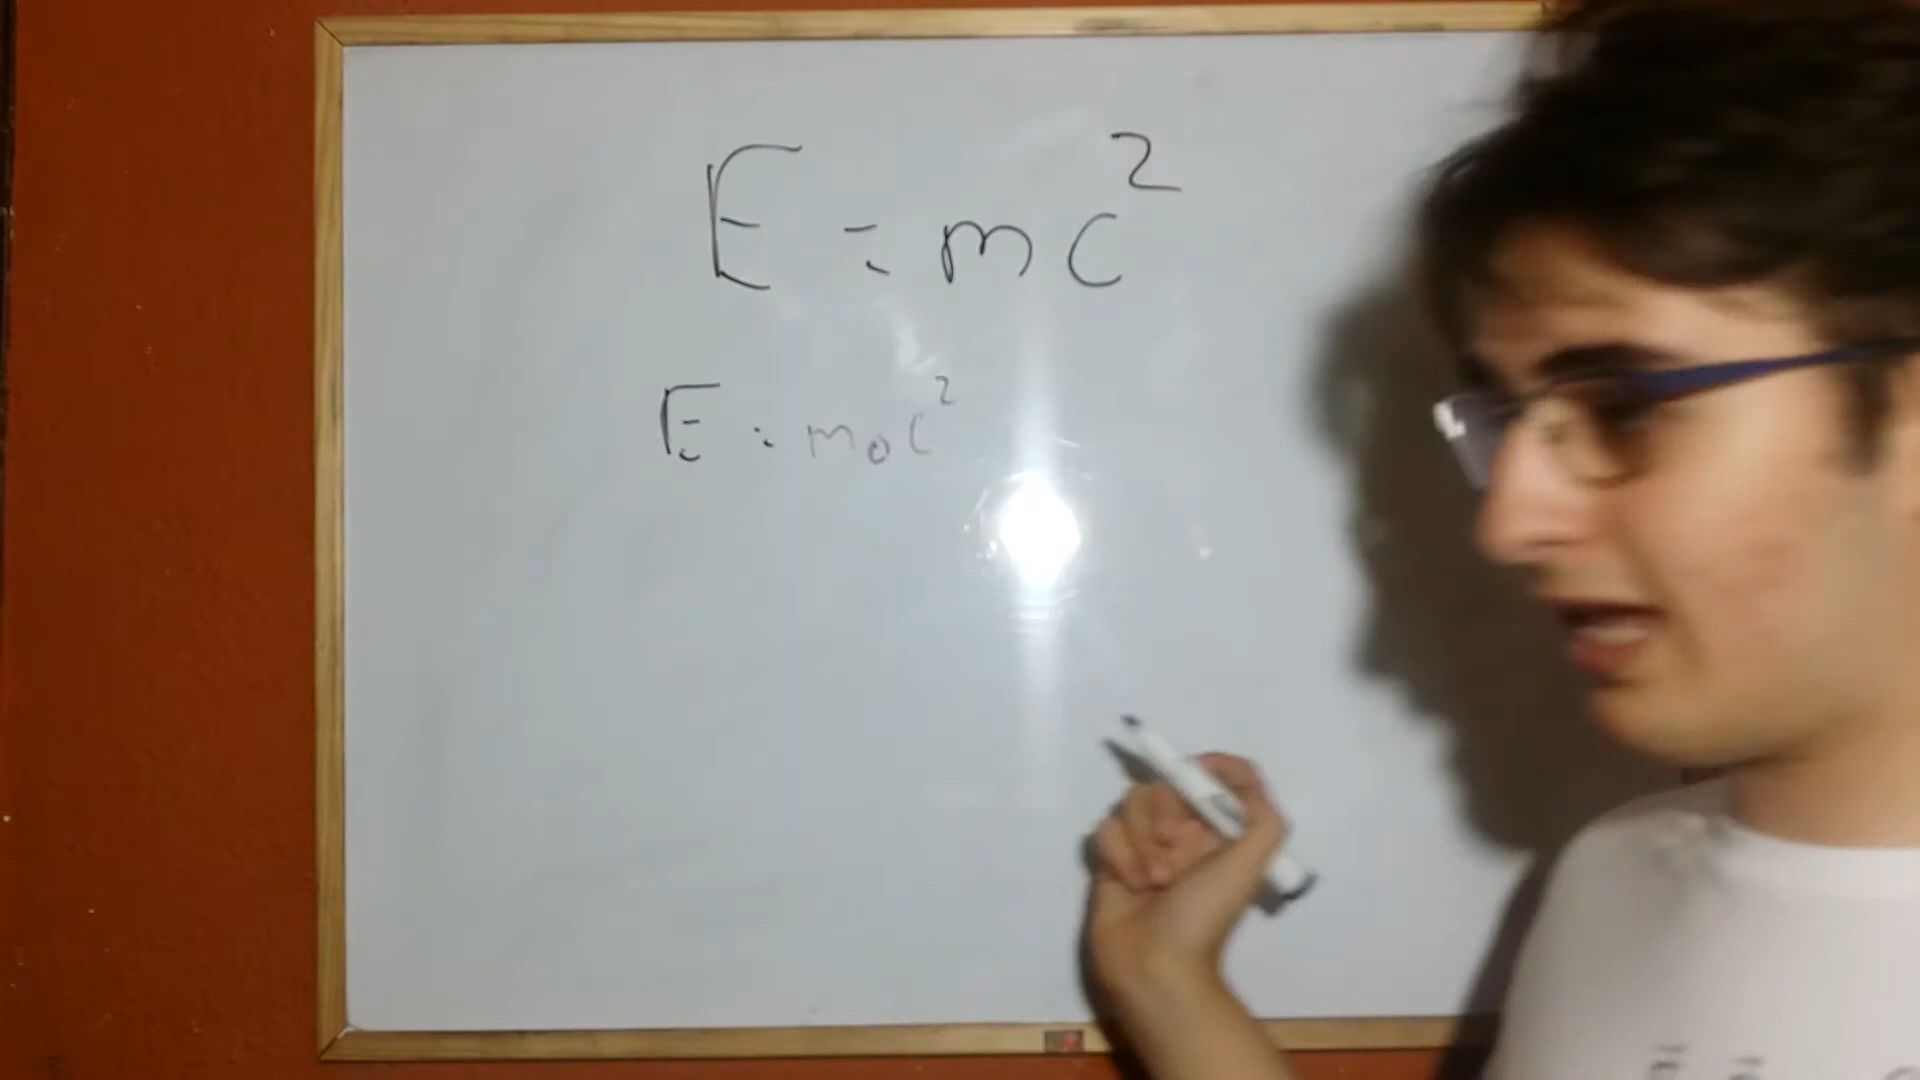 E = mc²
E = m₀c²